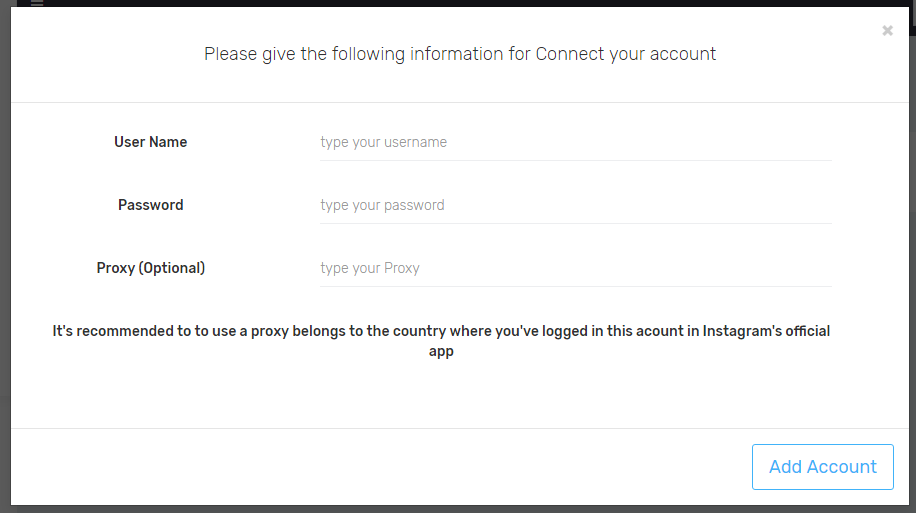 ×
Please give the following information for Connect your account
User Name type your username
Password type your password
Proxy (Optional) type your Proxy
It's recommended to to use a proxy belongs to the country where you've logged in this acount in Instagram's official
app
Add Account